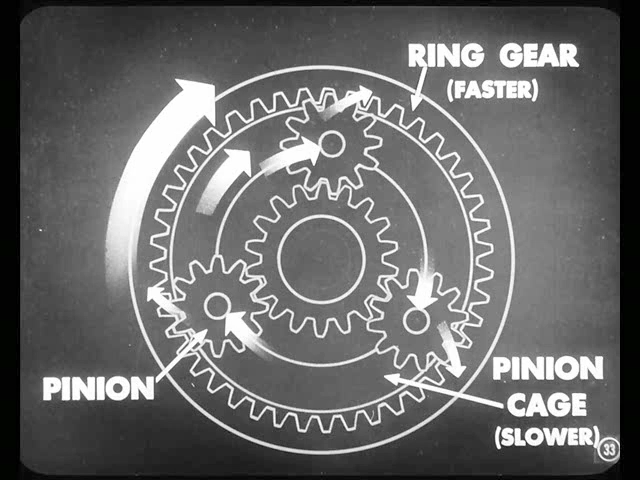 RING GEAR
(FASTER)
PINION
PINION
CAGE
(SLOWER)
33